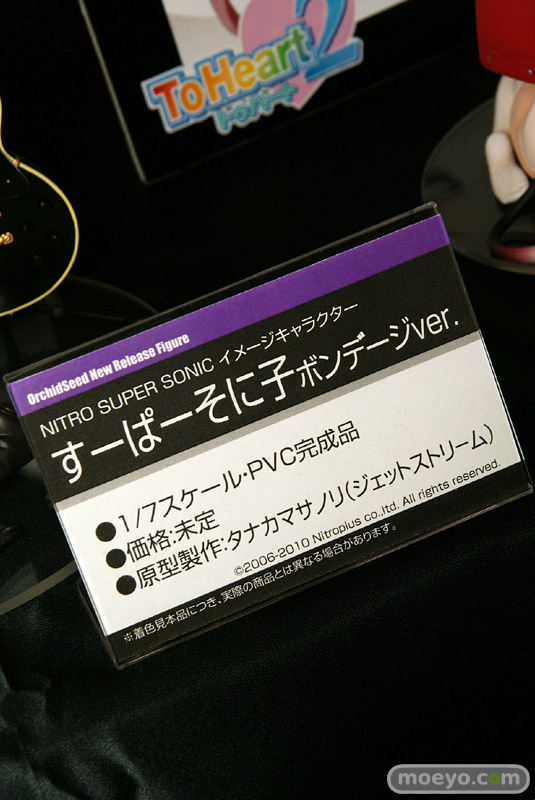 ToHeart2
トゥハート
OrchidSeed New Release Figure
NITRO SUPER SONIC イメージキャラクター
すーぱーそに子 ボンデージver.
●1/7スケール・PVC完成品
●価格:未定
●原型製作:タナカマサノリ(ジェットストリーム)
©2006-2010 Nitroplus co.,ltd. All rights reserved.
※着色見本品につき、実際の商品とは異なる場合があります。
moeyo.com